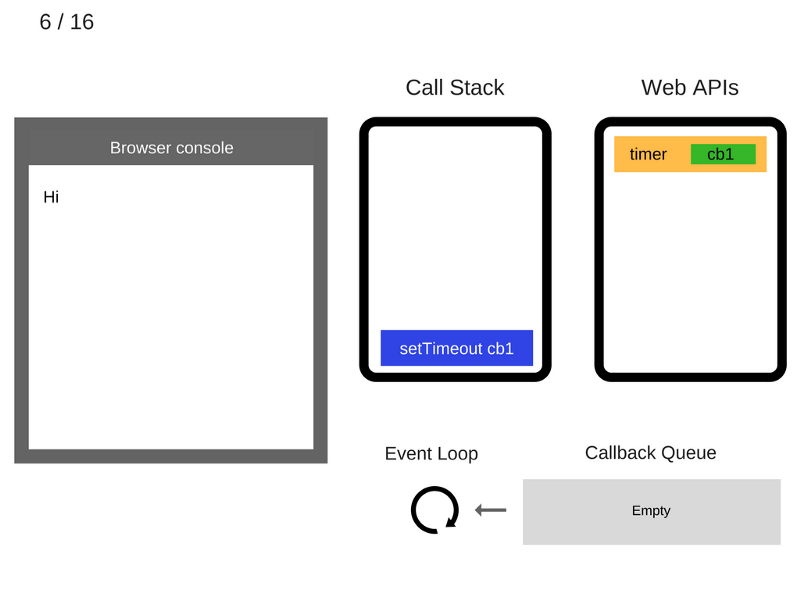 6 / 16
Call Stack
Web APIs
Browser console
timer
cb1
Hi
setTimeout cb1
Event Loop
Callback Queue
Empty